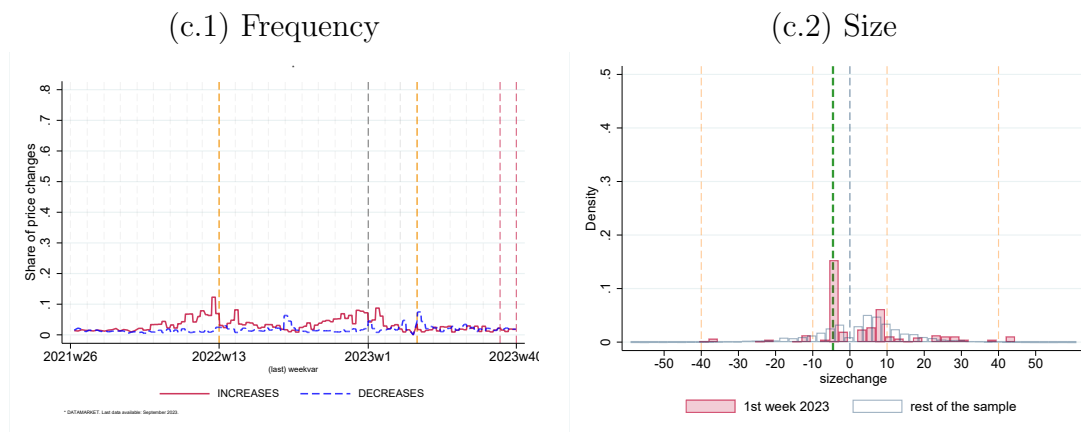 (c.1) Frequency
Share of price changes
.8
.7
.6
.5
.4
.3
.2
.1
0
2021w26 2022w13 2023w1 2023w40
(last) weekvar
INCREASES DECREASES
* DATAMARKET. Last data available: September 2023.
(c.2) Size
Density
.5
.4
.3
.2
.1
0
-50 -40 -30 -20 -10 0 10 20 30 40 50
sizechange
1st week 2023 rest of the sample